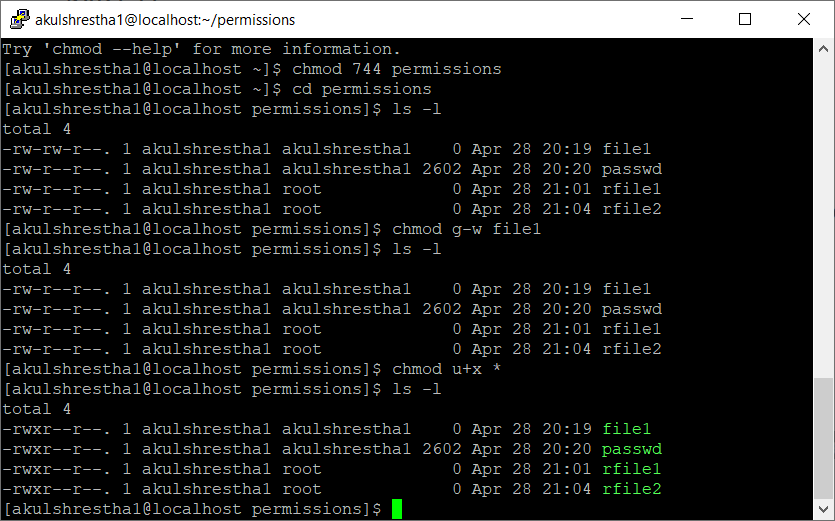 akulshrestha1@localhost:~/permissions
Try 'chmod --help' for more information.
[akulshrestha1@localhost ~]$ chmod 744 permissions
[akulshrestha1@localhost ~]$ cd permissions
[akulshrestha1@localhost permissions]$ ls -l
total 4
-rw-rw-r--. 1 akulshrestha1 akulshrestha1    0 Apr 28 20:19 file1
-rw-r--r--. 1 akulshrestha1 akulshrestha1 2602 Apr 28 20:20 passwd
-rw-r--r--. 1 akulshrestha1 root             0 Apr 28 21:01 rfile1
-rw-r--r--. 1 akulshrestha1 root             0 Apr 28 21:04 rfile2
[akulshrestha1@localhost permissions]$ chmod g-w file1
[akulshrestha1@localhost permissions]$ ls -l
total 4
-rw-r--r--. 1 akulshrestha1 akulshrestha1    0 Apr 28 20:19 file1
-rw-r--r--. 1 akulshrestha1 akulshrestha1 2602 Apr 28 20:20 passwd
-rw-r--r--. 1 akulshrestha1 root             0 Apr 28 21:01 rfile1
-rw-r--r--. 1 akulshrestha1 root             0 Apr 28 21:04 rfile2
[akulshrestha1@localhost permissions]$ chmod u+x *
[akulshrestha1@localhost permissions]$ ls -l
total 4
-rwxr--r--. 1 akulshrestha1 akulshrestha1    0 Apr 28 20:19 file1
-rwxr--r--. 1 akulshrestha1 akulshrestha1 2602 Apr 28 20:20 passwd
-rwxr--r--. 1 akulshrestha1 root             0 Apr 28 21:01 rfile1
-rwxr--r--. 1 akulshrestha1 root             0 Apr 28 21:04 rfile2
[akulshrestha1@localhost permissions]$